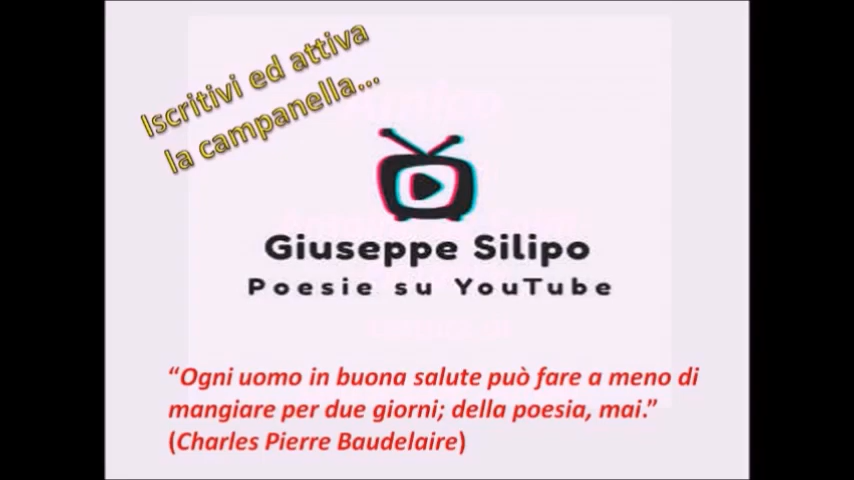 Iscritivi ed attiva
la campanella...
Giuseppe Silipo
Poesie su YouTube
“Ogni uomo in buona salute può fare a meno di
mangiare per due giorni; della poesia, mai.”
(Charles Pierre Baudelaire)